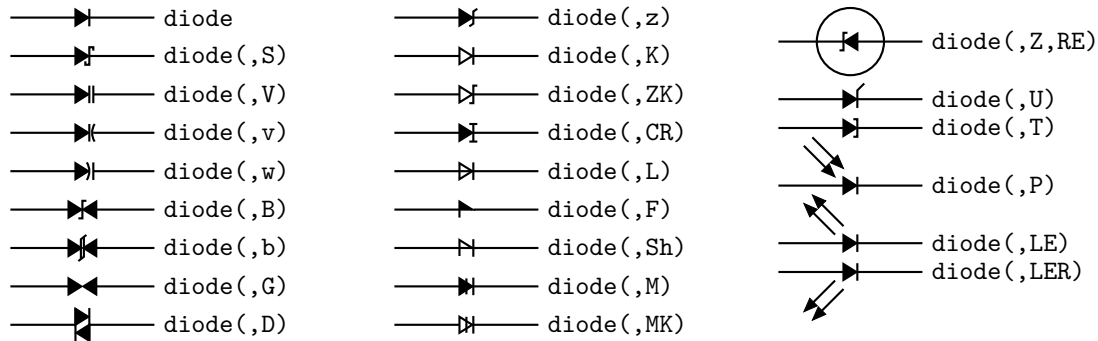 diode
diode(,S)
diode(,V)
diode(,v)
diode(,w)
diode(,B)
diode(,b)
diode(,G)
diode(,D)
diode(,z)
diode(,K)
diode(,ZK)
diode(,CR)
diode(,L)
diode(,F)
diode(,Sh)
diode(,M)
diode(,MK)
diode(,Z,RE)
diode(,U)
diode(,T)
diode(,P)
diode(,LE)
diode(,LER)